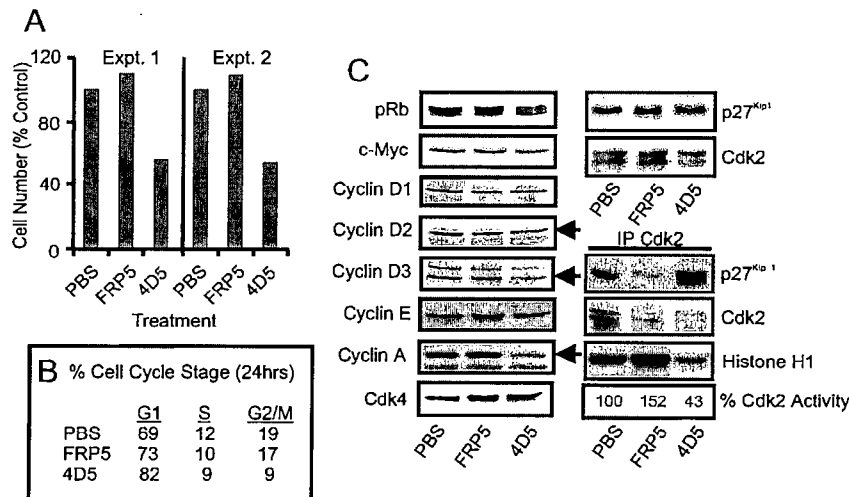 A
Expt. 1
Expt. 2
120
80
40
0
Cell Number (% Control)
PBS
FRP5
4D5
PBS
FRP5
4D5
Treatment
B
% Cell Cycle Stage (24hrs)
G1 S G2/M
PBS 69 12 19
FRP5 73 10 17
4D5 82 9 9
C
pRb
c-Myc
Cyclin D1
Cyclin D2
Cyclin D3
Cyclin E
Cyclin A
Cdk4
PBS
FRP5
4D5
p27Kip1
Cdk2
PBS
FRP5
4D5
IP Cdk2
p27Kip 1
Cdk2
Histone H1
100 152 43 % Cdk2 Activity
PBS
FRP5
4D5